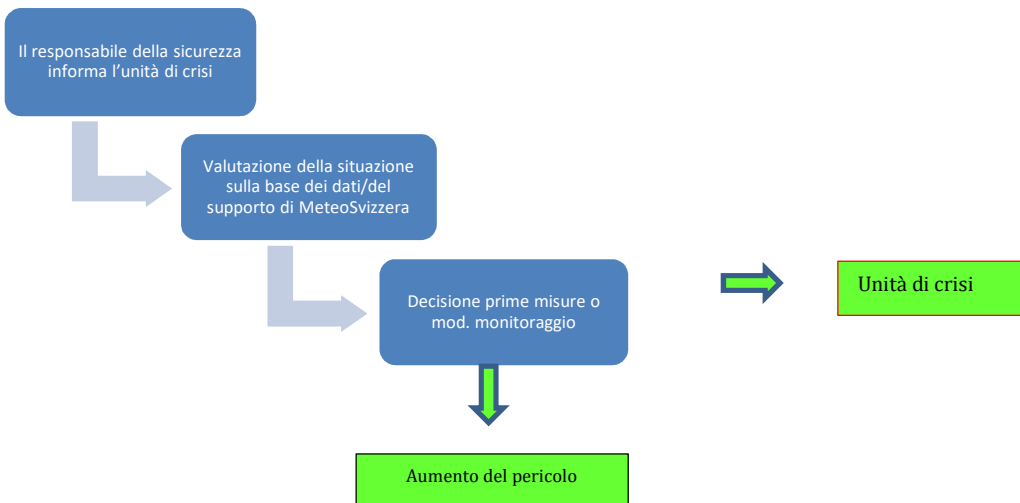 Il responsabile della sicurezza
informa l’unità di crisi
Valutazione della situazione
sulla base dei dati/del
supporto di MeteoSvizzera
Decisione prime misure o
mod. monitoraggio
Unità di crisi
Aumento del pericolo